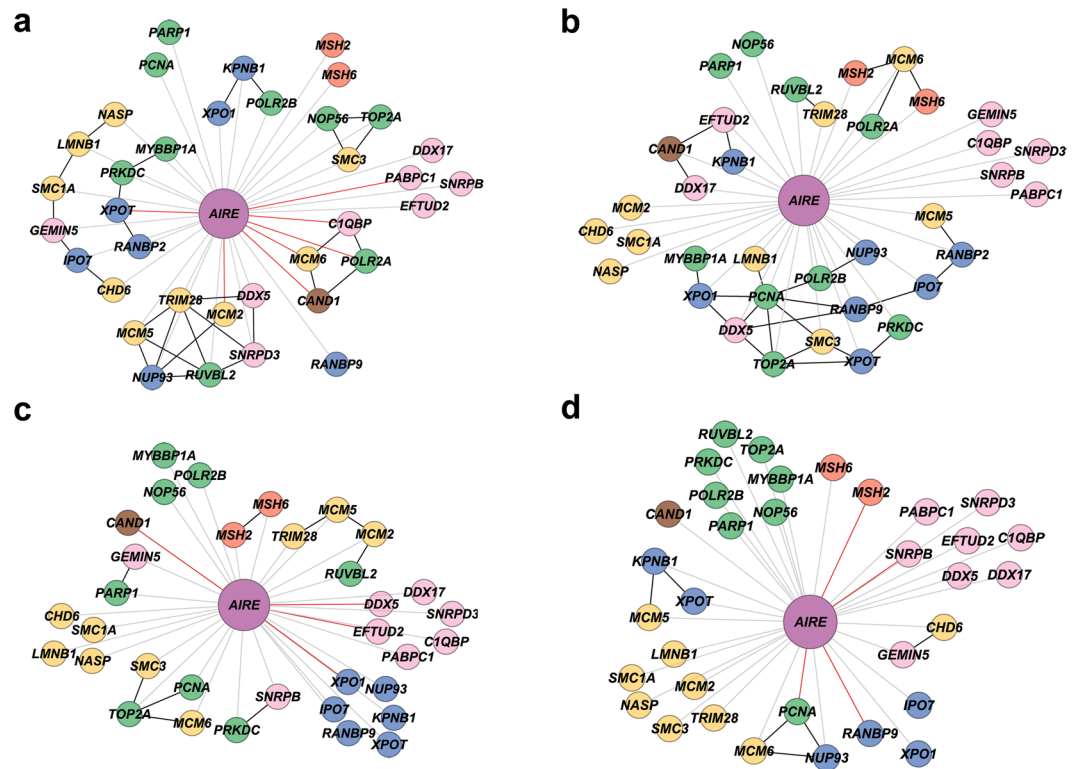 a
PARP1
PCNA
KPNB1
MSH2
MSH6
XPO1
POLR2B
NASP
NOP56
TOP2A
SMC3
LMNB1
MYBBP1A
PRKDC
DDX17
PABPC1
SNRPB
EFTUD2
SMC1A
XPOT
AIRE
GEMIN5
RANBP2
C1QBP
IPO7
MCM6
POLR2A
CHD6
CAND1
TRIM28
DDX5
MCM2
MCM5
SNRPD3
NUP93
RUVBL2
RANBP9
b
NOP56
PARP1
MCM6
MSH2
RUVBL2
TRIM28
MSH6
POLR2A
GEMIN5
EFTUD2
CAND1
KPNB1
C1QBP
SNRPD3
DDX17
SNRPB
PABPC1
AIRE
MCM2
CHD6
SMC1A
NASP
MCM5
RANBP2
MYBBP1A
LMNB1
NUP93
POLR2B
IPO7
XPO1
PCNA
RANBP9
DDX5
PRKDC
SMC3
TOP2A
XPOT
c
MYBBP1A
POLR2B
NOP56
CAND1
MSH6
MSH2
MCM5
TRIM28
MCM2
GEMIN5
RUVBL2
PARP1
AIRE
DDX17
DDX5
SNRPD3
CHD6
SMC1A
EFTUD2
C1QBP
LMNB1
NASP
PABPC1
SMC3
XPO1
NUP93
PCNA
SNRPB
TOP2A
MCM6
IPO7
KPNB1
PRKDC
RANBP9
XPOT
d
RUVBL2
TOP2A
PRKDC
MSH6
MYBBP1A
MSH2
POLR2B
CAND1
NOP56
PARP1
PABPC1
SNRPD3
EFTUD2
C1QBP
SNRPB
DDX5
DDX17
KPNB1
XPOT
MCM5
AIRE
CHD6
LMNB1
GEMIN5
SMC1A
MCM2
NASP
TRIM28
PCNA
IPO7
SMC3
RANBP9
MCM6
NUP93
XPO1